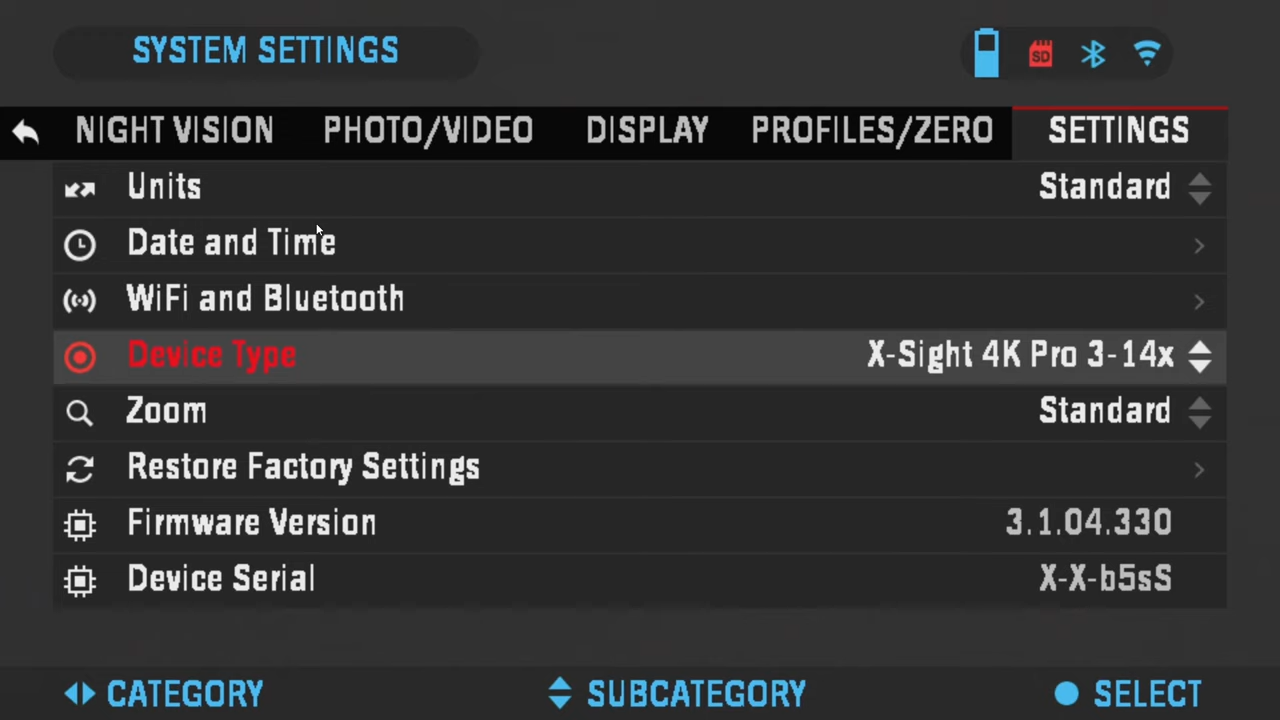 SYSTEM SETTINGS
SD
NIGHT VISION PHOTO/VIDEO DISPLAY PROFILES/ZERO SETTINGS
Units Standard
Date and Time
WiFi and Bluetooth
Device Type X-Sight 4K Pro 3-14x
Zoom Standard
Restore Factory Settings
Firmware Version 3.1.04.330
Device Serial X-X-b5sS
CATEGORY SUBCATEGORY SELECT